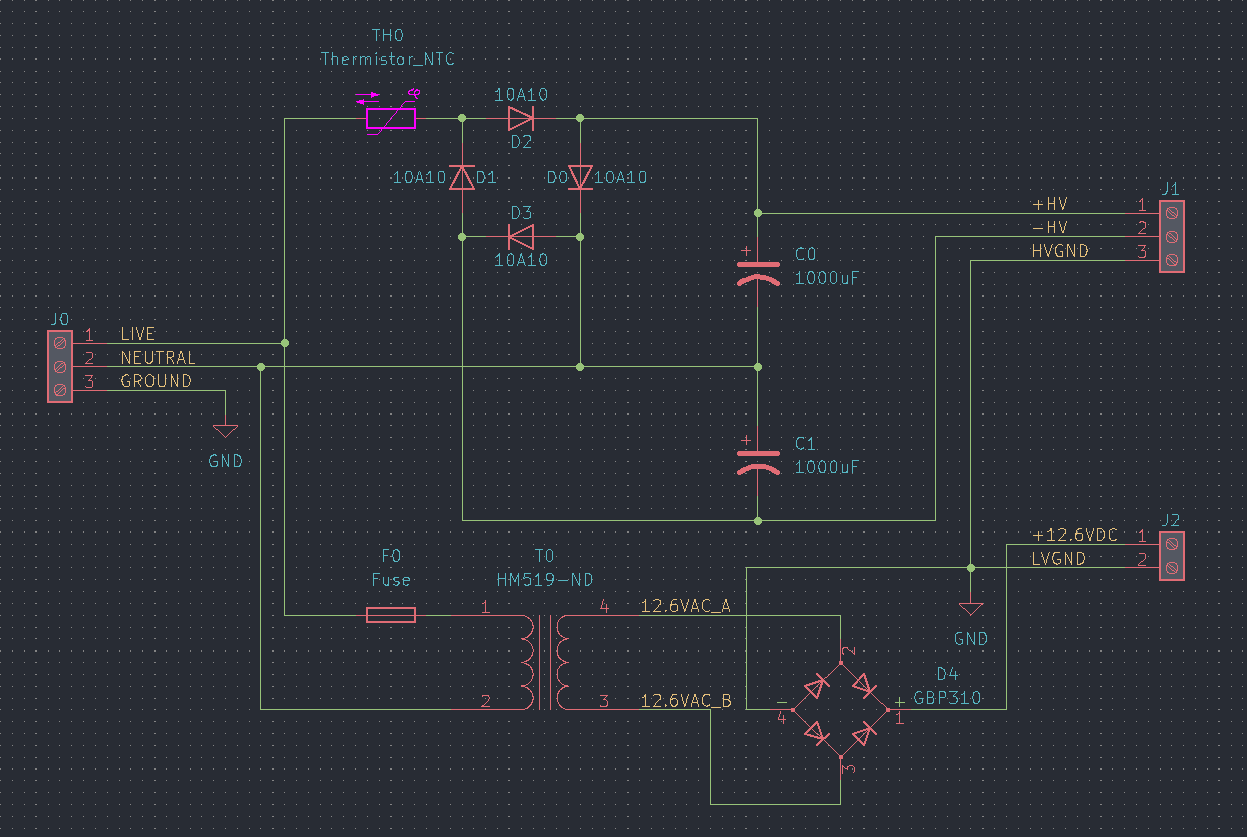 TH0
Thermistor_NTC
θ
10A10
D2
10A10 D1
D0 10A10
D3
10A10
J1
+HV 1
-HV 2
HVGND 3
+
C0
1000uF
J0
1 LIVE
2 NEUTRAL
3 GROUND
GND
+
C1
1000uF
J2
+12.6VDC 1
LVGND 2
GND
F0
Fuse
T0
HM519-ND
1
4
12.6VAC_A
2
3
12.6VAC_B
2
D4
GBP310
-
4
+
1
3